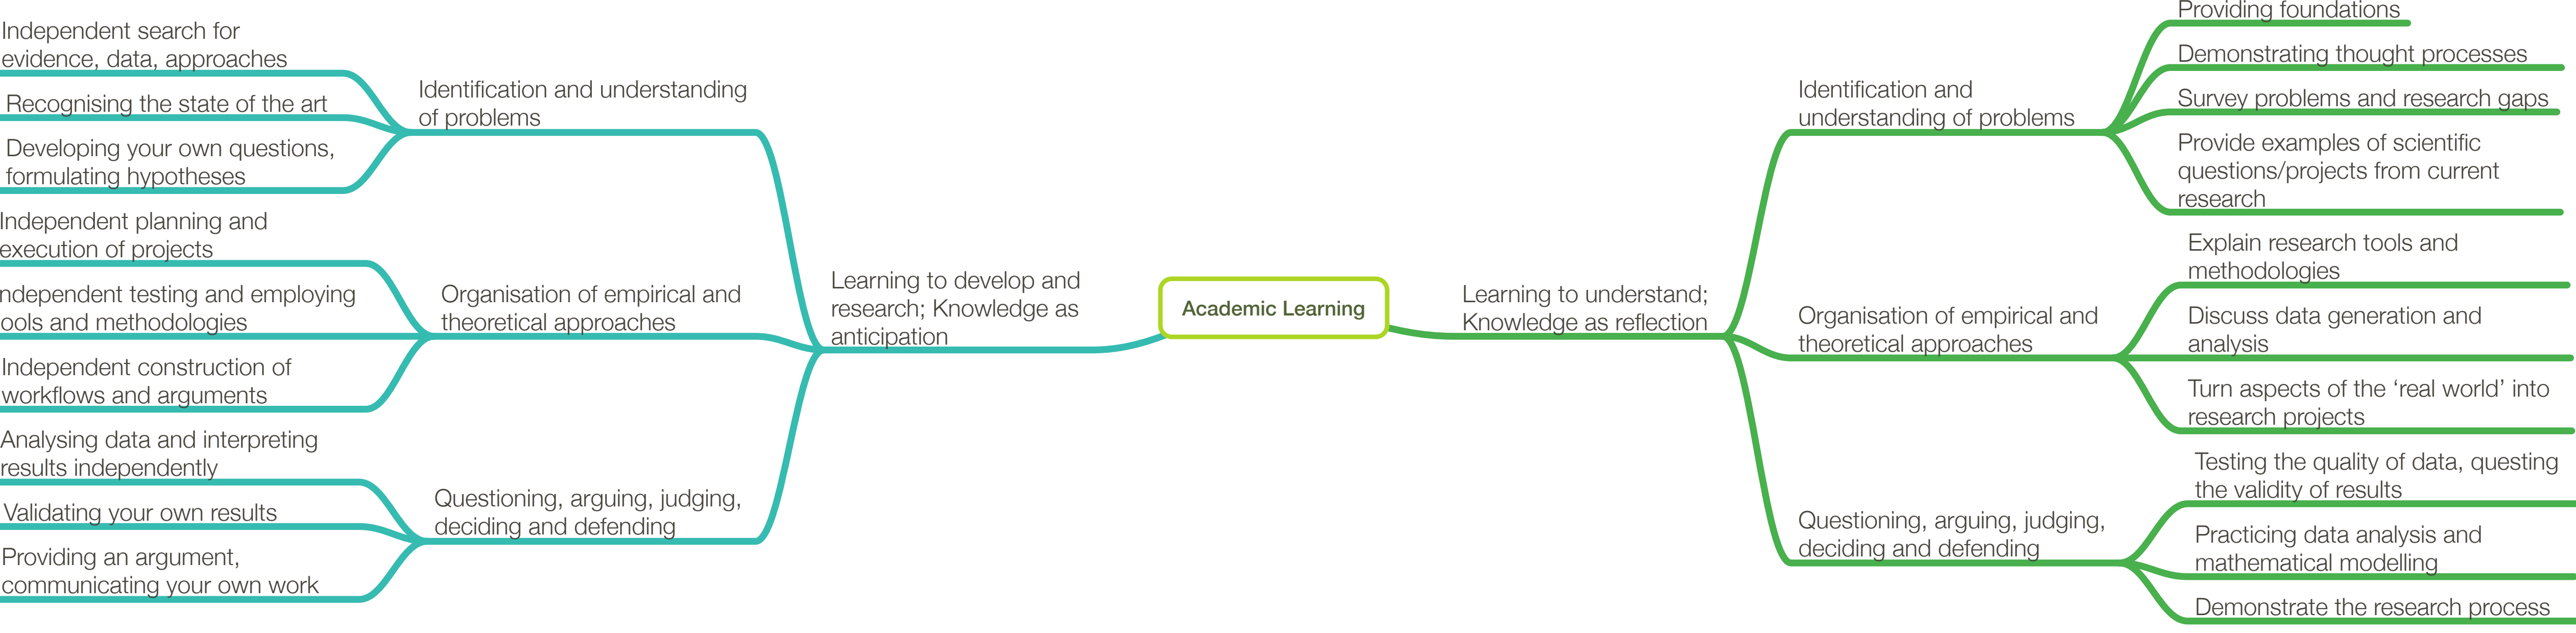 Academic Learning
Learning to develop and
research; Knowledge as
anticipation
Identification and understanding
of problems
Independent search for
evidence, data, approaches
Recognising the state of the art
Developing your own questions,
formulating hypotheses
Organisation of empirical and
theoretical approaches
Independent planning and
execution of projects
ndependent testing and employing
ools and methodologies
Independent construction of
workflows and arguments
Questioning, arguing, judging,
deciding and defending
Analysing data and interpreting
results independently
Validating your own results
Providing an argument,
communicating your own work
Learning to understand;
Knowledge as reflection
Identification and
understanding of problems
Providing foundations
Demonstrating thought processes
Survey problems and research gaps
Provide examples of scientific
questions/projects from current
research
Organisation of empirical and
theoretical approaches
Explain research tools and
methodologies
Discuss data generation and
analysis
Turn aspects of the ‘real world’ into
research projects
Questioning, arguing, judging,
deciding and defending
Testing the quality of data, questing
the validity of results
Practicing data analysis and
mathematical modelling
Demonstrate the research process